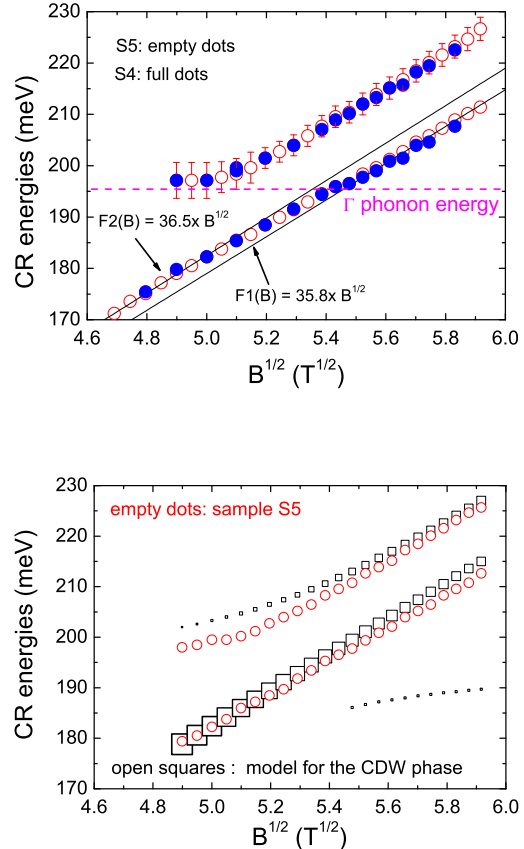 230
S5: empty dots
220
S4: full dots
210
200
190
180
170
CR energies (meV)
Γ phonon energy
F2(B) = 36.5x B^1/2
F1(B) = 35.8x B^1/2
4.6 4.8 5.0 5.2 5.4 5.6 5.8 6.0
B^1/2 (T^1/2)
230
empty dots: sample S5
220
210
200
190
180
170
CR energies (meV)
open squares : model for the CDW phase
4.6 4.8 5.0 5.2 5.4 5.6 5.8 6.0
B^1/2 (T^1/2)